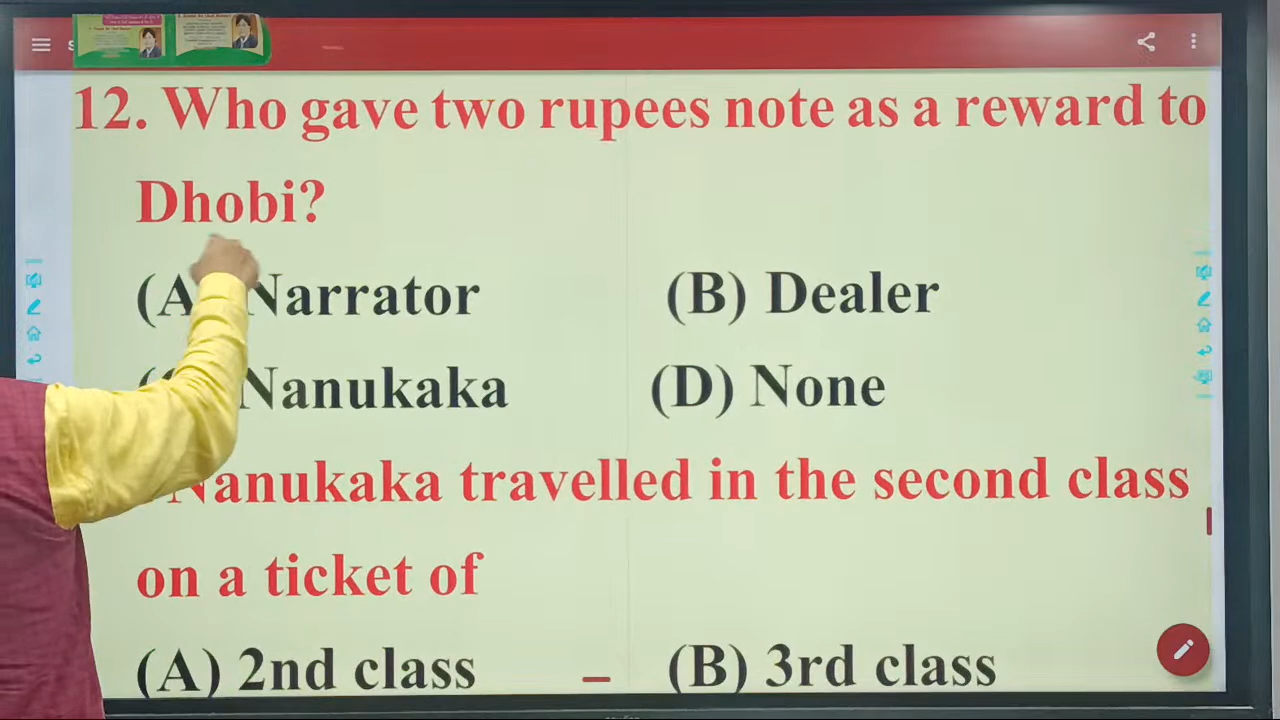 12. Who gave two rupees note as a reward to
Dhobi?
(A Narrator (B) Dealer
Nanukaka (D) None
Nanukaka travelled in the second class
on a ticket of
(A) 2nd class (B) 3rd class